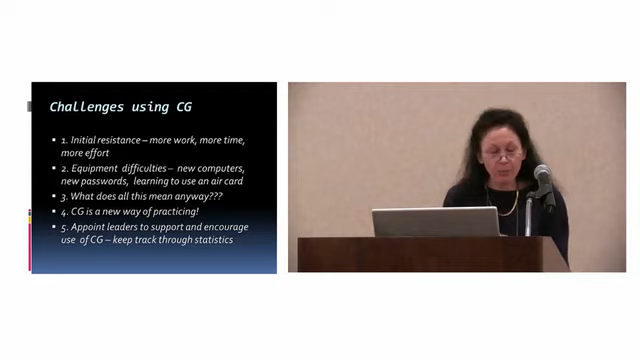 Challenges using CG
1. Initial resistance – more work, more time,
more effort
2. Equipment difficulties – new computers,
new passwords, learning to use an air card
3. What does all this mean anyway???
4. CG is a new way of practicing!
5. Appoint leaders to support and encourage
use of CG – keep track through statistics